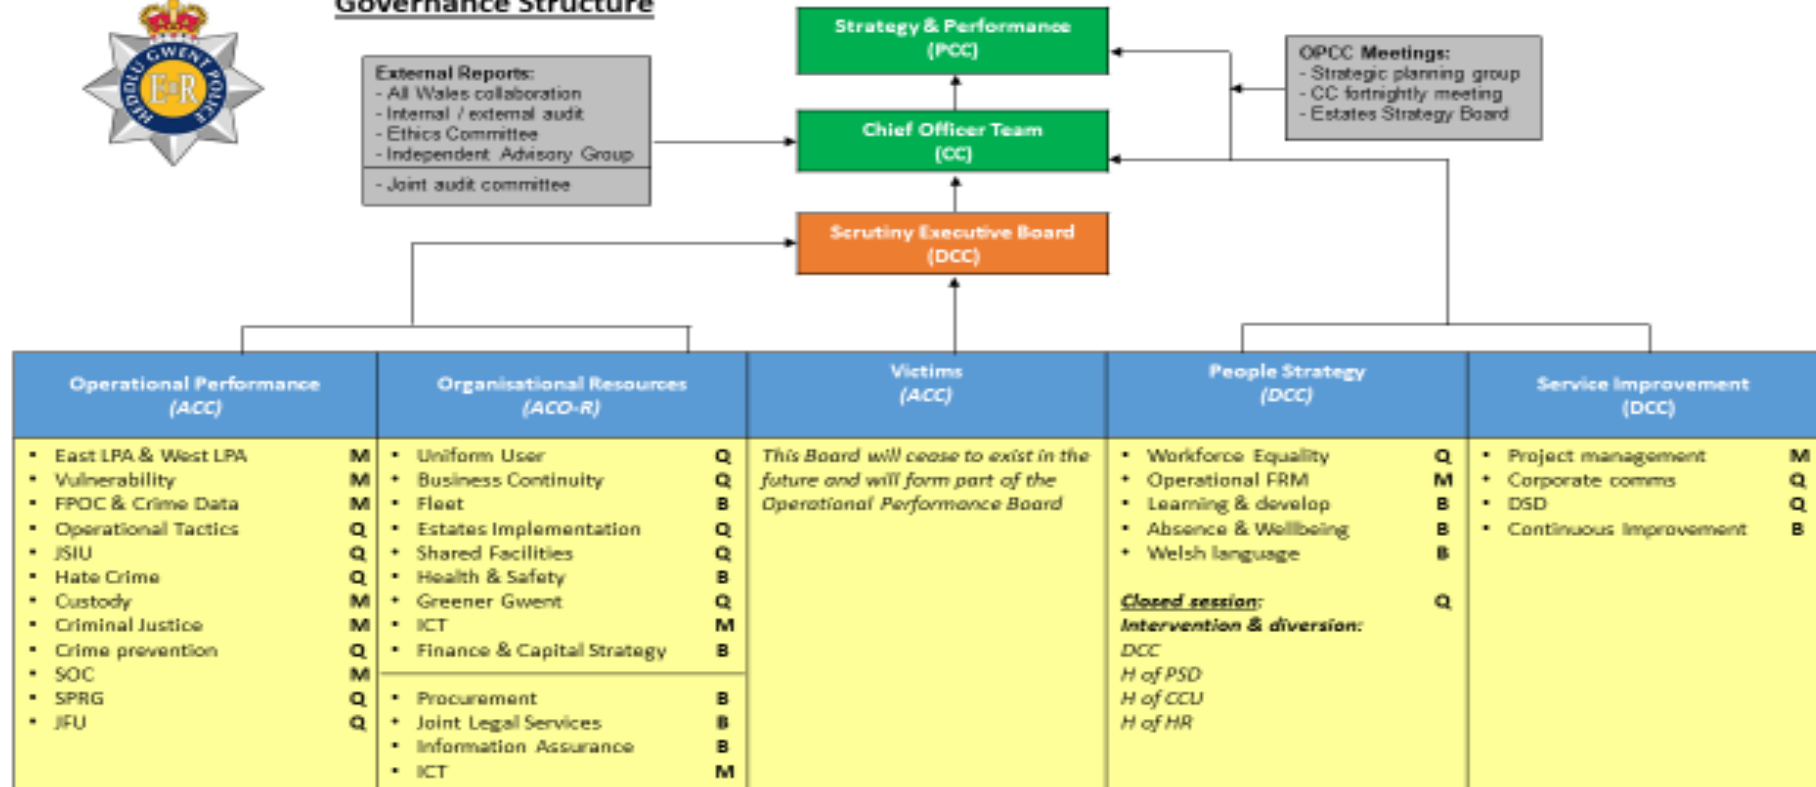 Governance Structure
HEDDLU GWENT POLICE
E R
Strategy & Performance
(PCC)
External Reports:
- All Wales collaboration
- Internal / external audit
- Ethics Committee
- Independent Advisory Group
- Joint audit committee
OPCC Meetings:
- Strategic planning group
- CC fortnightly meeting
- Estates Strategy Board
Chief Officer Team
(CC)
Scrutiny Executive Board
(DCC)
Operational Performance
(ACC)
• East LPA & West LPA M
• Vulnerability M
• FPOC & Crime Data M
• Operational Tactics Q
• JSIU Q
• Hate Crime Q
• Custody M
• Criminal Justice M
• Crime prevention Q
• SOC M
• SPRG Q
• JFU Q
Organisational Resources
(ACO-R)
• Uniform User Q
• Business Continuity Q
• Fleet B
• Estates Implementation Q
• Shared Facilities Q
• Health & Safety B
• Greener Gwent Q
• ICT M
• Finance & Capital Strategy B
• Procurement B
• Joint Legal Services B
• Information Assurance B
• ICT M
Victims
(ACC)
This Board will cease to exist in the
future and will form part of the
Operational Performance Board
People Strategy
(DCC)
• Workforce Equality Q
• Operational FRM M
• Learning & develop B
• Absence & Wellbeing B
• Welsh language B
Closed session: Q
Intervention & diversion:
DCC
H of PSD
H of CCU
H of HR
Service Improvement
(DCC)
• Project management M
• Corporate comms Q
• DSD Q
• Continuous Improvement B